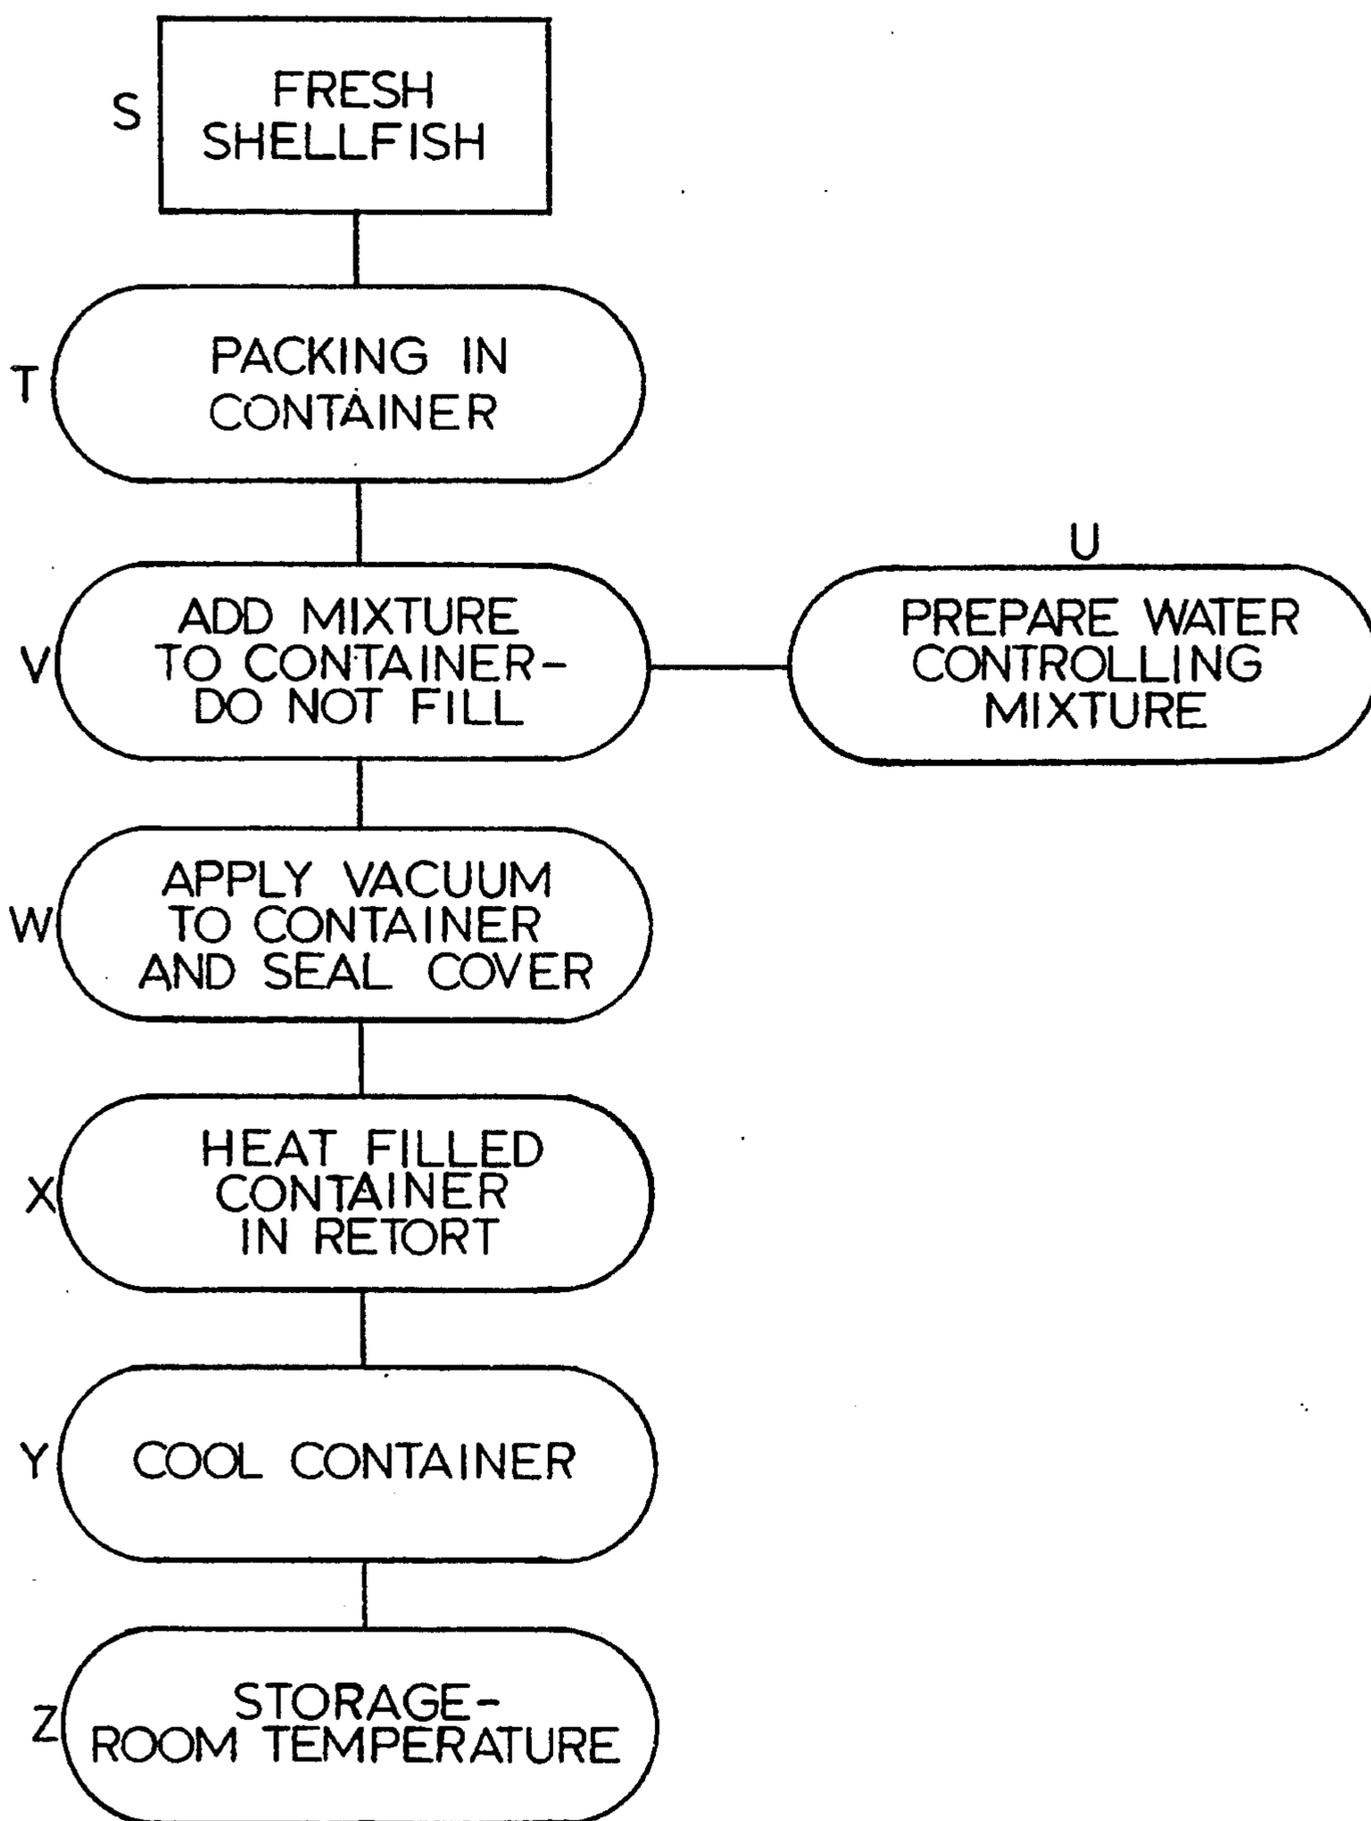 S
FRESH
SHELLFISH
T
PACKING IN
CONTAINER
V
ADD MIXTURE
TO CONTAINER-
DO NOT FILL
U
PREPARE WATER
CONTROLLING
MIXTURE
W
APPLY VACUUM
TO CONTAINER
AND SEAL COVER
X
HEAT FILLED
CONTAINER
IN RETORT
Y
COOL CONTAINER
Z
STORAGE-
ROOM TEMPERATURE